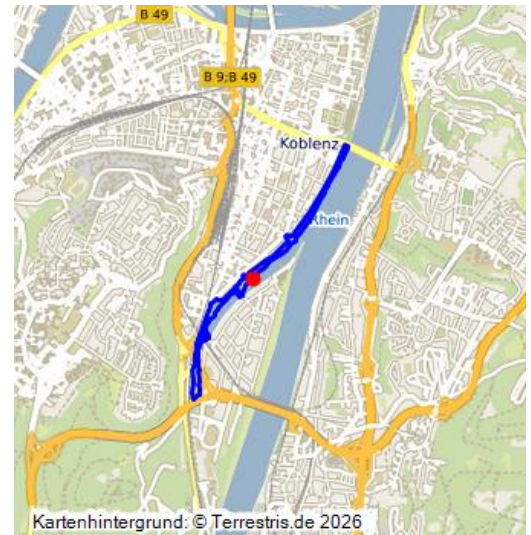 B 49
B 9;B 49
Koblenz
Rhein
Kartenhintergrund: © Terrestris.de 2026